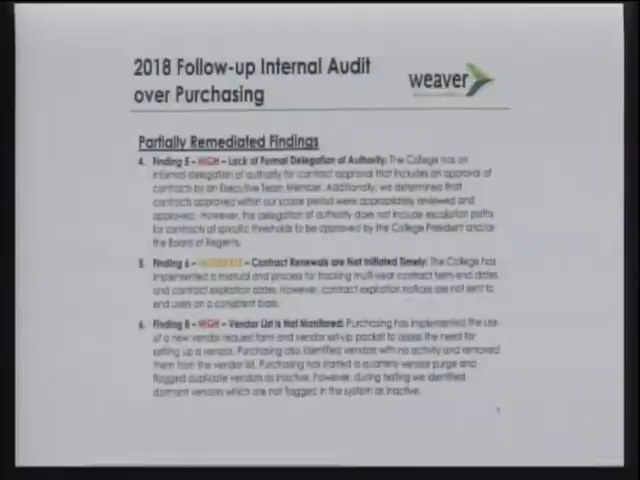 2018 Follow-up Internal Audit
over Purchasing
weaver
Partially Remediated Findings
4. Finding 5 – HIGH – Lack of Formal Delegation of Authority: The College has an
informal delegation of authority for contract approval that includes an approval of
contracts by an Executive Team Member. Additionally, we determined that
contracts approved within our scope period were appropriately reviewed and
approved. However, the delegation of authority does not include escalation paths
for contracts at specific thresholds to be approved by the College President and/or
the Board of Regents.
5. Finding 6 – – Contract Renewals are Not Initiated Timely: The College has
implemented a manual and process for tracking multi-year contract term end dates
and contract expiration dates. However, contract expiration notices are not sent to
end users on a consistent basis.
6. Finding 8 – HIGH – Vendor List is Not Monitored: Purchasing has implemented the use
of a new vendor request form and vendor set-up packet to assess the need for
setting up a vendor. Purchasing also identified vendors with no activity and removed
them from the vendor list. Purchasing has started a quarterly vendor purge and
flagged duplicate vendors as inactive, however, during testing we identified
dormant vendors which are not flagged in the system as inactive.